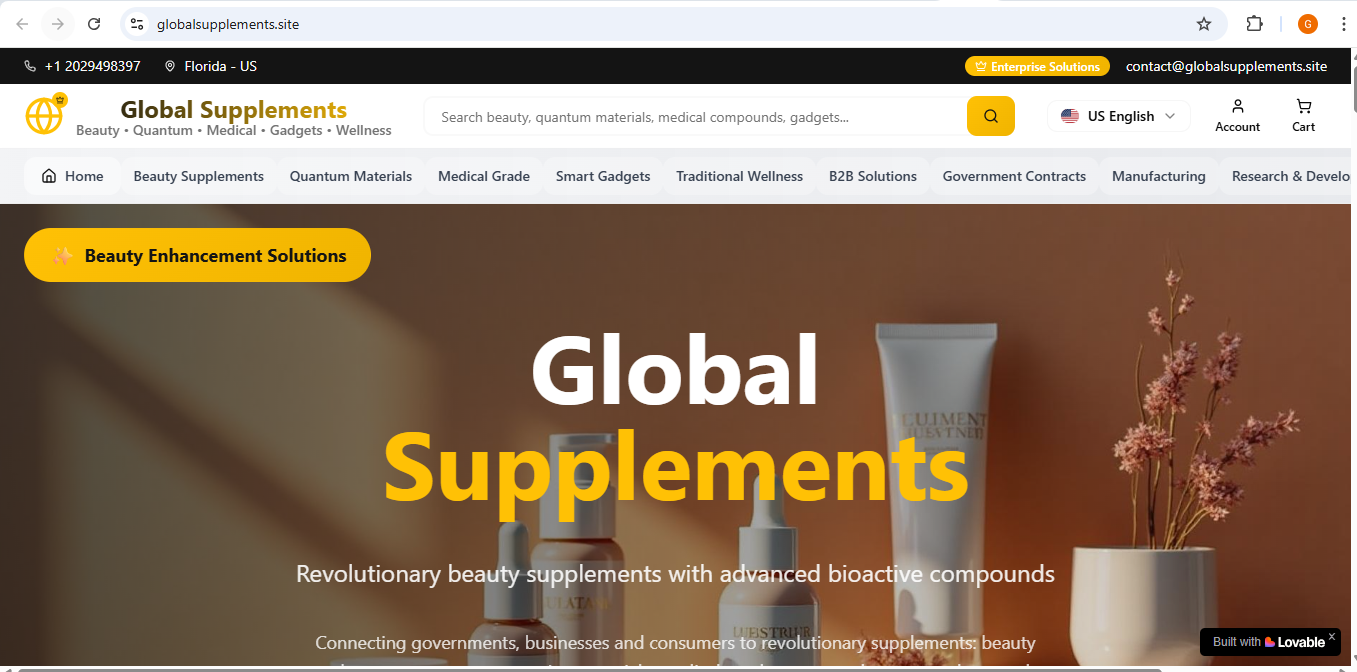 globalsupplements.site
G
+1 2029498397 Florida - US Enterprise Solutions contact@globalsupplements.site
Global Supplements
Beauty • Quantum • Medical • Gadgets • Wellness
Search beauty, quantum materials, medical compounds, gadgets...
US English
Account
Cart
Home Beauty Supplements Quantum Materials Medical Grade Smart Gadgets Traditional Wellness B2B Solutions Government Contracts Manufacturing Research & Develo
Beauty Enhancement Solutions
Global
Supplements
Revolutionary beauty supplements with advanced bioactive compounds
Connecting governments, businesses and consumers to revolutionary supplements: beauty
Built with Lovable